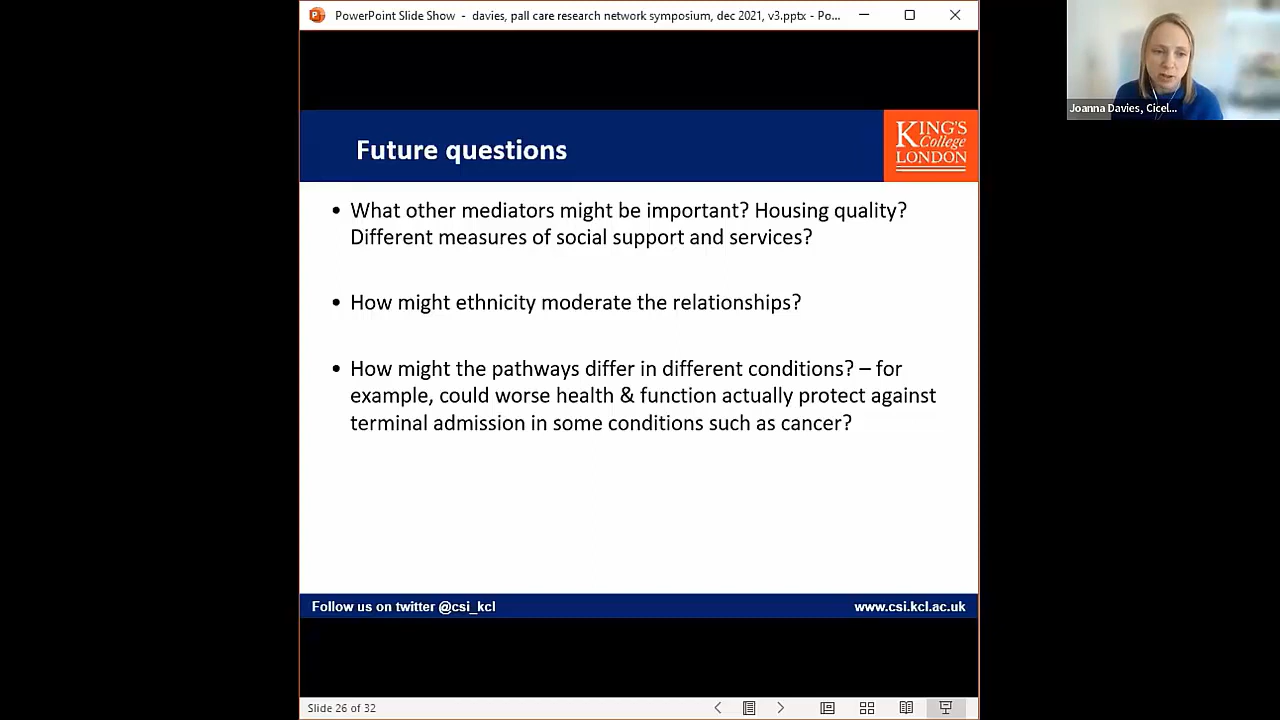 PowerPoint Slide Show - davies, pall care research network symposium, dec 2021, v3.pptx - Po...
Joanna Davies, Cicel...
Future questions
KING'S
College
LONDON
• What other mediators might be important? Housing quality?
Different measures of social support and services?
• How might ethnicity moderate the relationships?
• How might the pathways differ in different conditions? – for
example, could worse health & function actually protect against
terminal admission in some conditions such as cancer?
Follow us on twitter @csi_kcl
www.csi.kcl.ac.uk
Slide 26 of 32